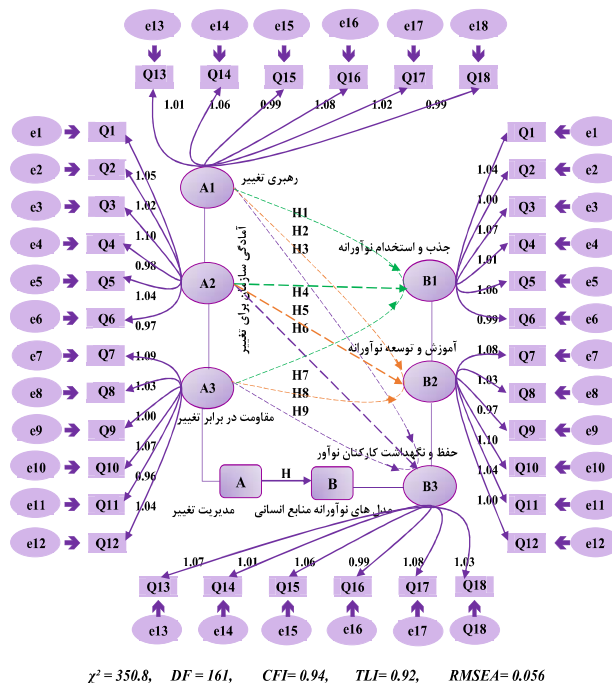 e13 e14 e15 e16 e17 e18
Q13 Q14 Q15 Q16 Q17 Q18
1.01 1.06 0.99 1.08 1.02 0.99
e1 Q1 Q1 e1
e2 Q2 Q2 e2
e3 Q3 Q3 e3
e4 Q4 Q4 e4
e5 Q5 Q5 e5
e6 Q6 Q6 e6
1.05
1.02
1.10
0.98
1.04
0.97
1.04
1.00
1.07
1.01
1.06
0.99
A1
رهبری تغییر
H1
H2
H3
جذب و استخدام نوآورانه
A2
آمادگی سازمان برای تغییر
H4
H5
H6
B1
آموزش و توسعه نوآورانه
e7 Q7 Q7 e7
e8 Q8 Q8 e8
e9 Q9 Q9 e9
e10 Q10 Q10 e10
e11 Q11 Q11 e11
e12 Q12 Q12 e12
1.09
1.03
1.00
1.07
0.96
1.04
1.08
1.03
0.97
1.10
1.04
1.00
A3
مقاومت در برابر تغییر
H7
H8
H9
B2
حفظ و نگهداشت کارکنان نوآور
A H B B3
مدیریت تغییر
مدل های نوآورانه منابع انسانی
1.07 1.01 1.06 0.99 1.08 1.03
Q13 Q14 Q15 Q16 Q17 Q18
e13 e14 e15 e16 e17 Q18
χ² = 350.8, DF = 161, CFI= 0.94, TLI= 0.92, RMSEA= 0.056